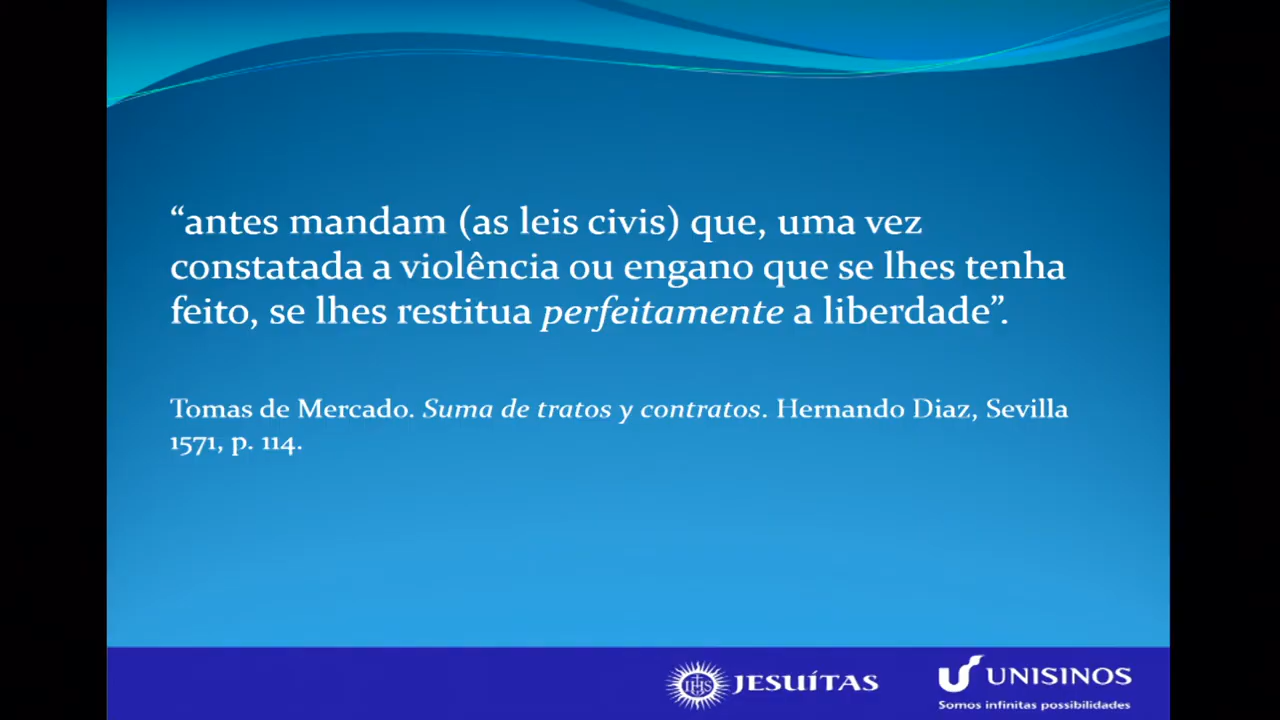 “antes mandam (as leis civis) que, uma vez
constatada a violência ou engano que se lhes tenha
feito, se lhes restitua perfeitamente a liberdade”.
Tomas de Mercado. Suma de tratos y contratos. Hernando Diaz, Sevilla
1571, p. 114.
IHS JESUÍTAS
UNISINOS
Somos infinitas possibilidades